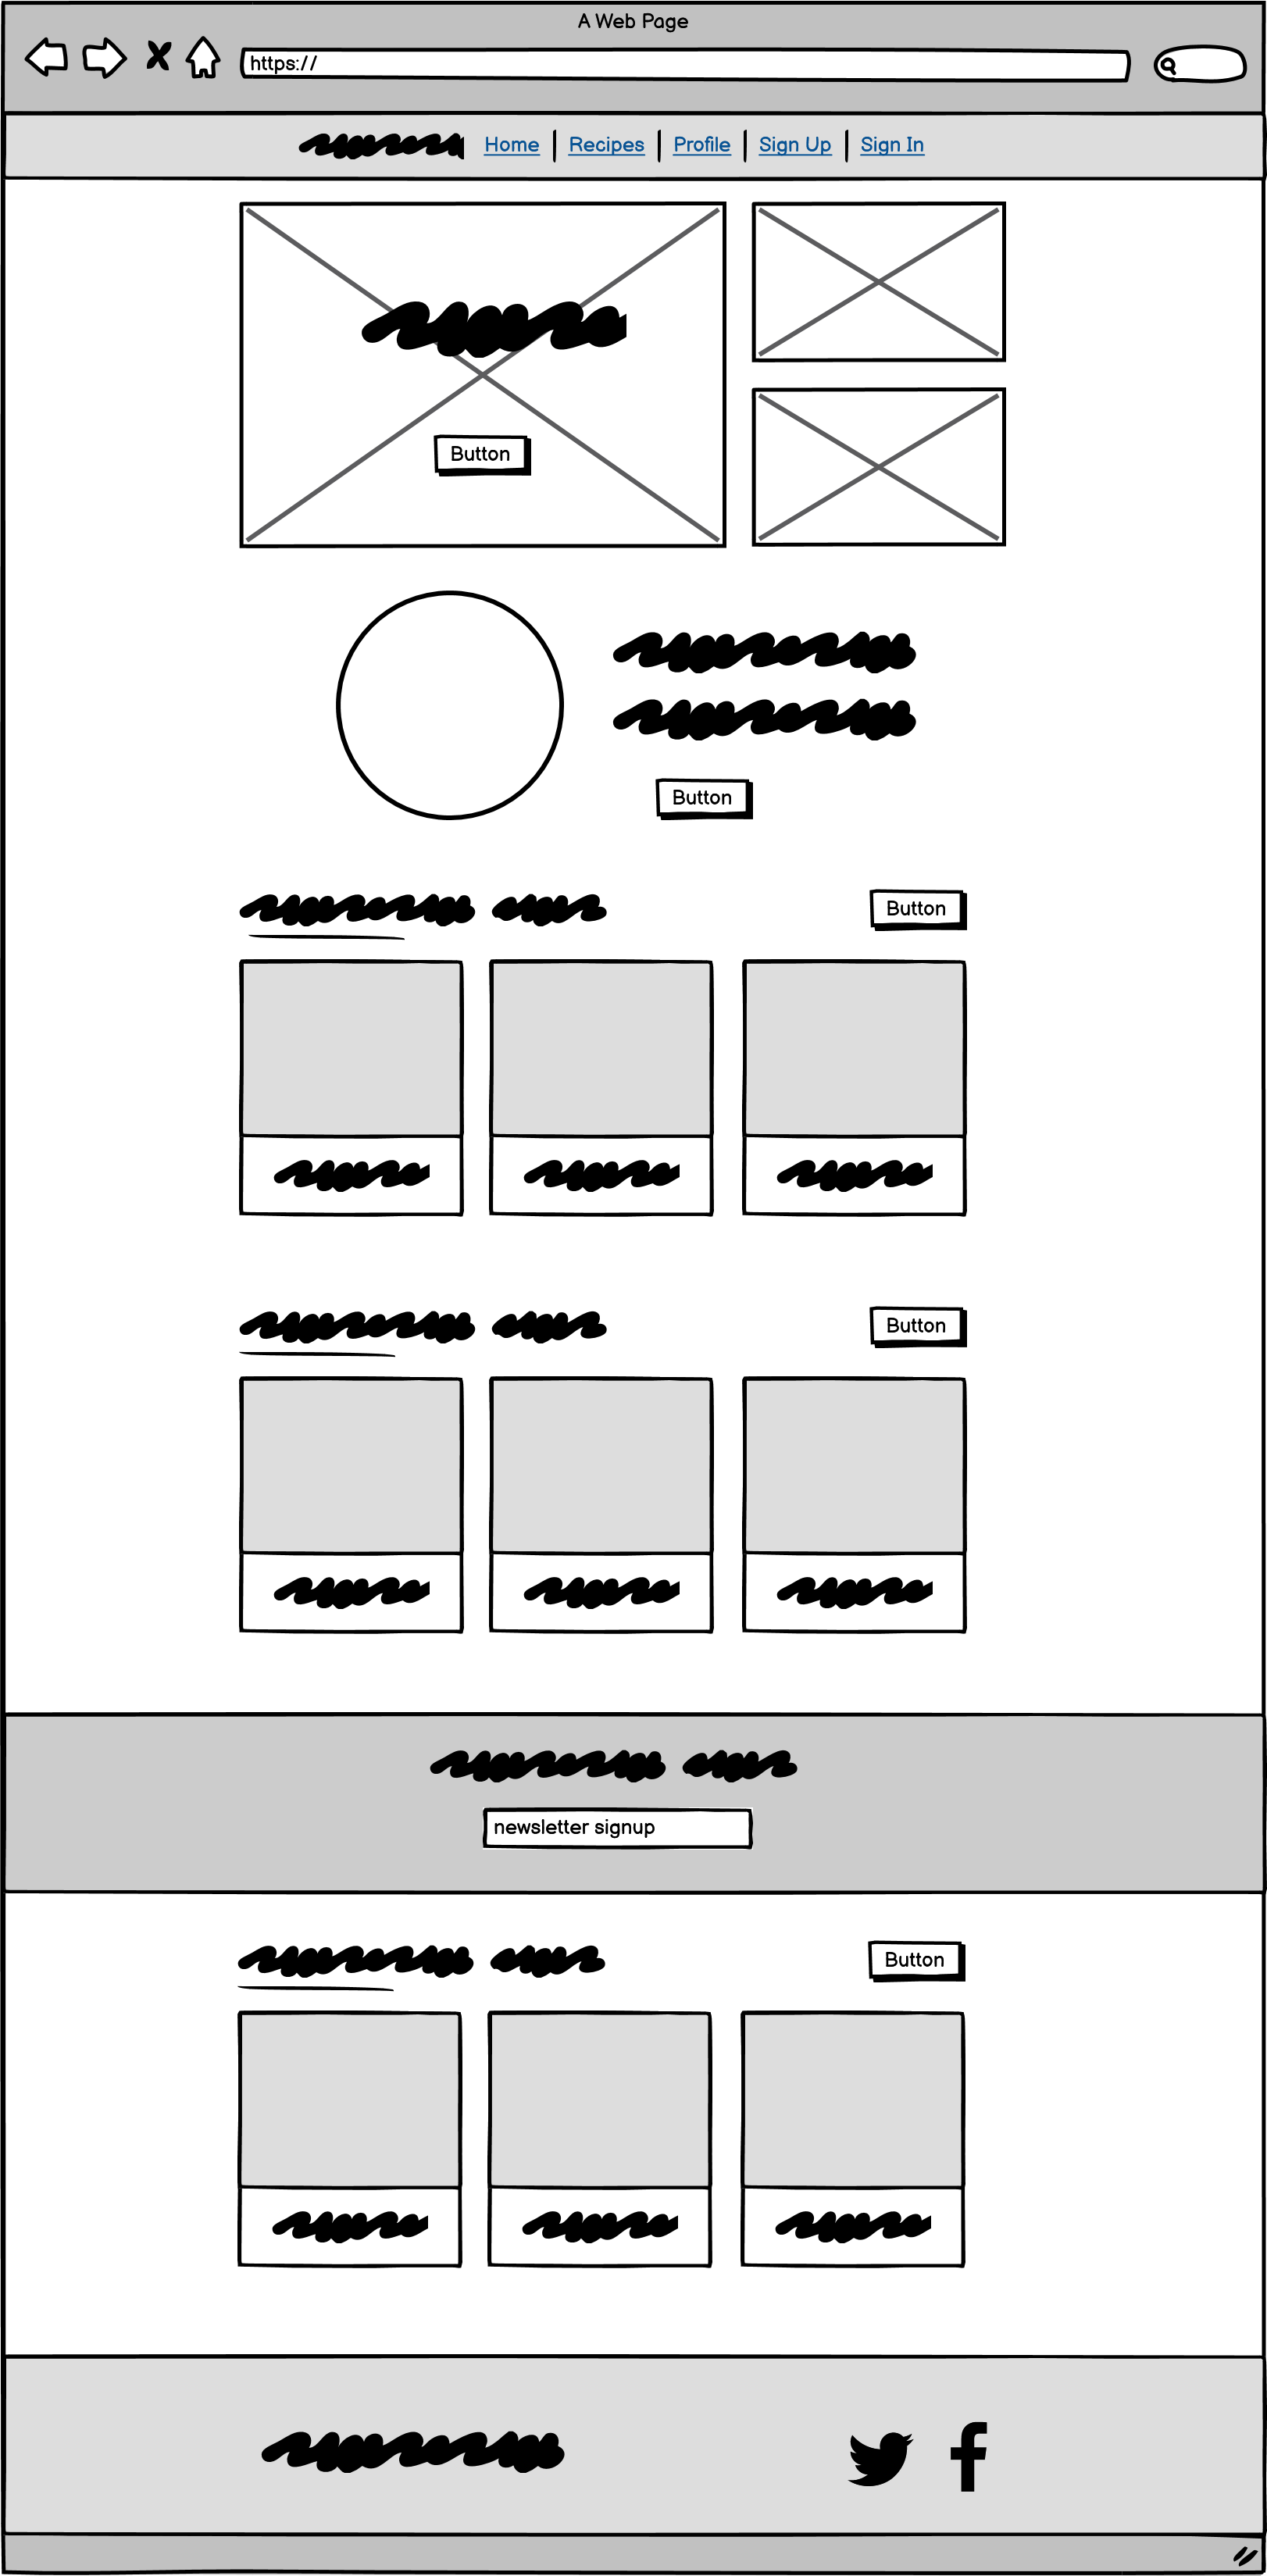 A Web Page
https://
Home Recipes Profile Sign Up Sign In
Button
Button
Button
Button
newsletter signup
Button